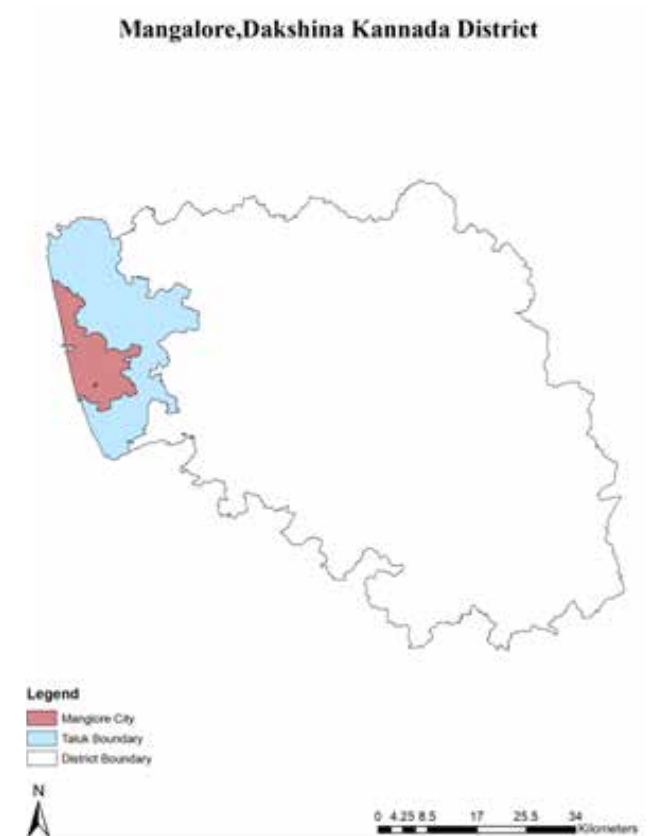 Mangalore,Dakshina Kannada District
Legend
Manglore City
Taluk Boundary
District Boundary
N
0 4.25 8.5 17 25.5 34
Kilometers